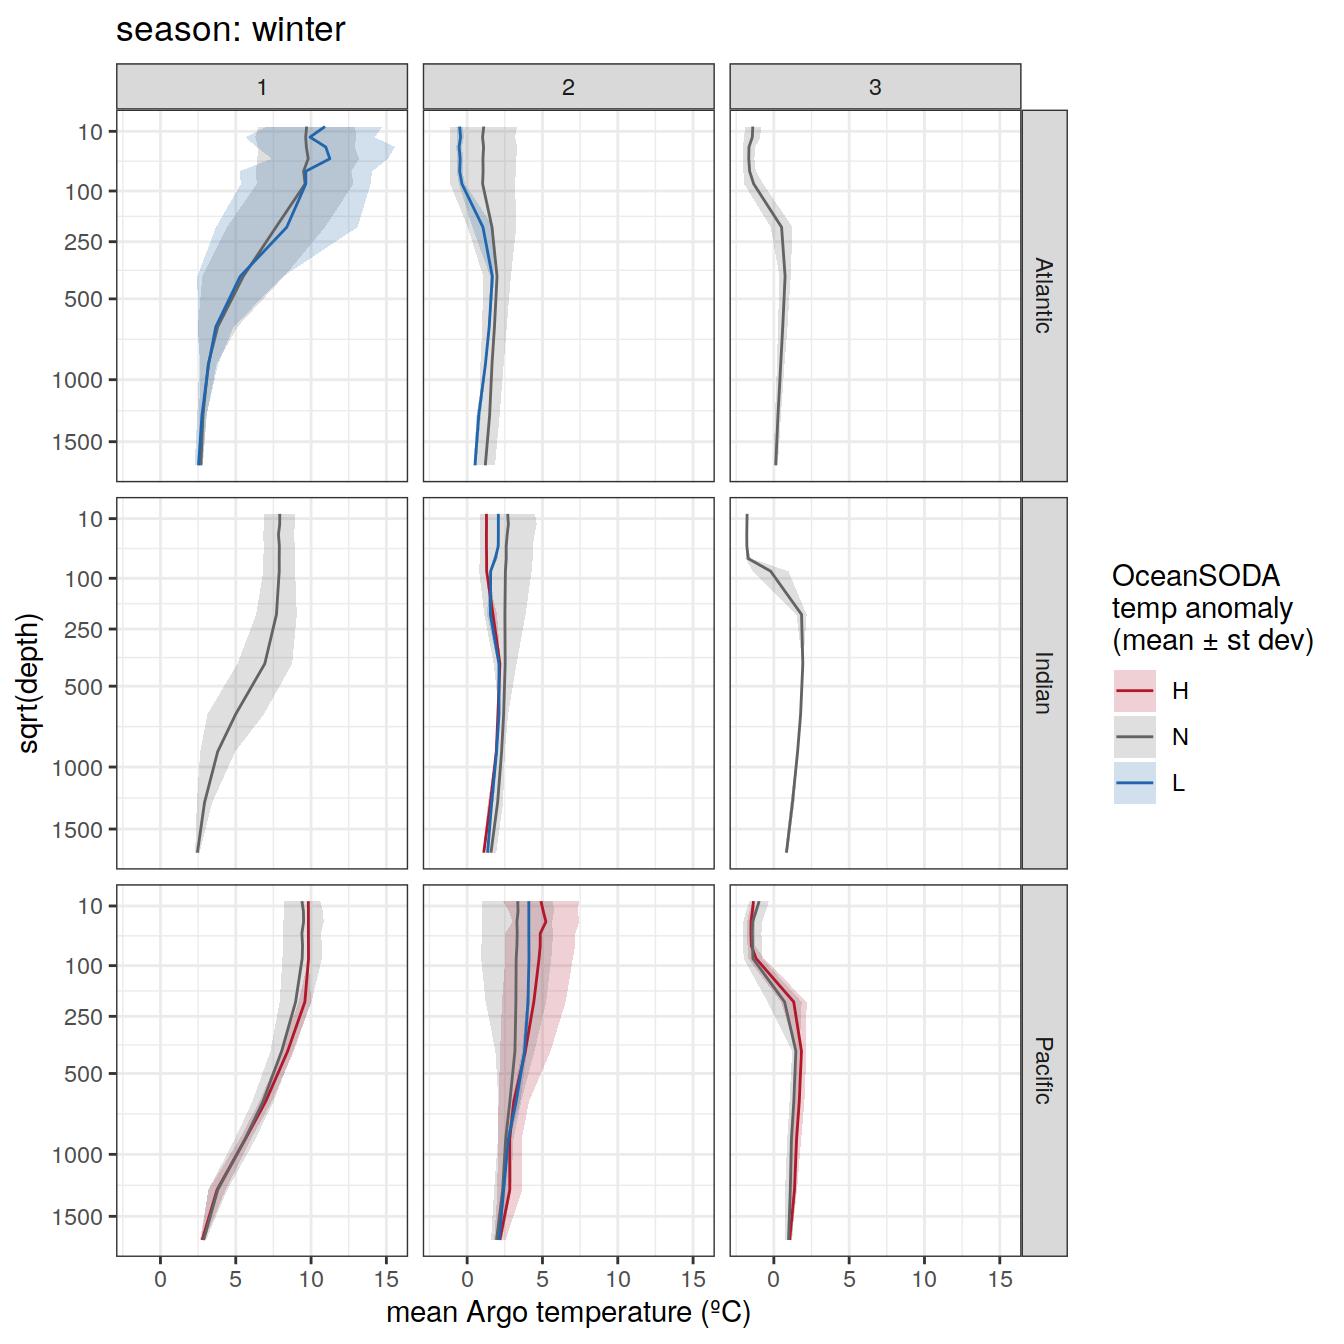 season: winter
1 2 3
10
100
250
500
1000
1500
Atlantic
10
100
250
500
1000
1500
Indian
10
100
250
500
1000
1500
Pacific
0 5 10 15 0 5 10 15 0 5 10 15
mean Argo temperature (ºC)
sqrt(depth)
OceanSODA
temp anomaly
(mean ± st dev)
H
N
L